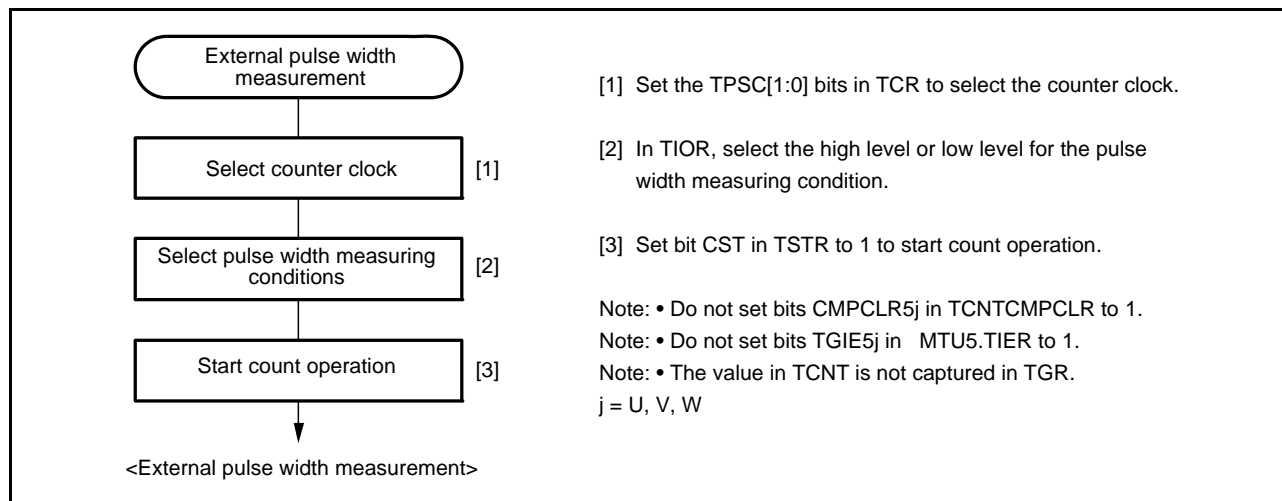 External pulse width
measurement
Select counter clock
[1]
Select pulse width measuring
conditions
[2]
Start count operation
[3]
<External pulse width measurement>
[1] Set the TPSC[1:0] bits in TCR to select the counter clock.
[2] In TIOR, select the high level or low level for the pulse
width measuring condition.
[3] Set bit CST in TSTR to 1 to start count operation.
Note: • Do not set bits CMPCLR5j in TCNTCMPCLR to 1.
Note: • Do not set bits TGIE5j in MTU5.TIER to 1.
Note: • The value in TCNT is not captured in TGR.
j = U, V, W